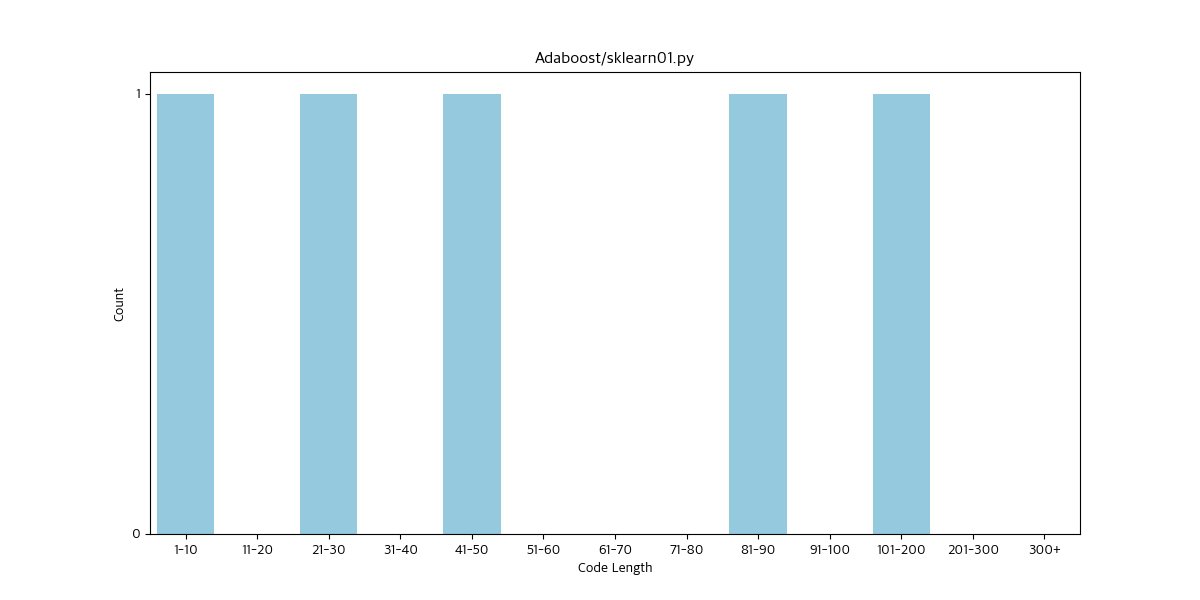 Adaboost/sklearn01.py
1
Count
0
1-10 11-20 21-30 31-40 41-50 51-60 61-70 71-80 81-90 91-100 101-200 201-300 300+
Code Length